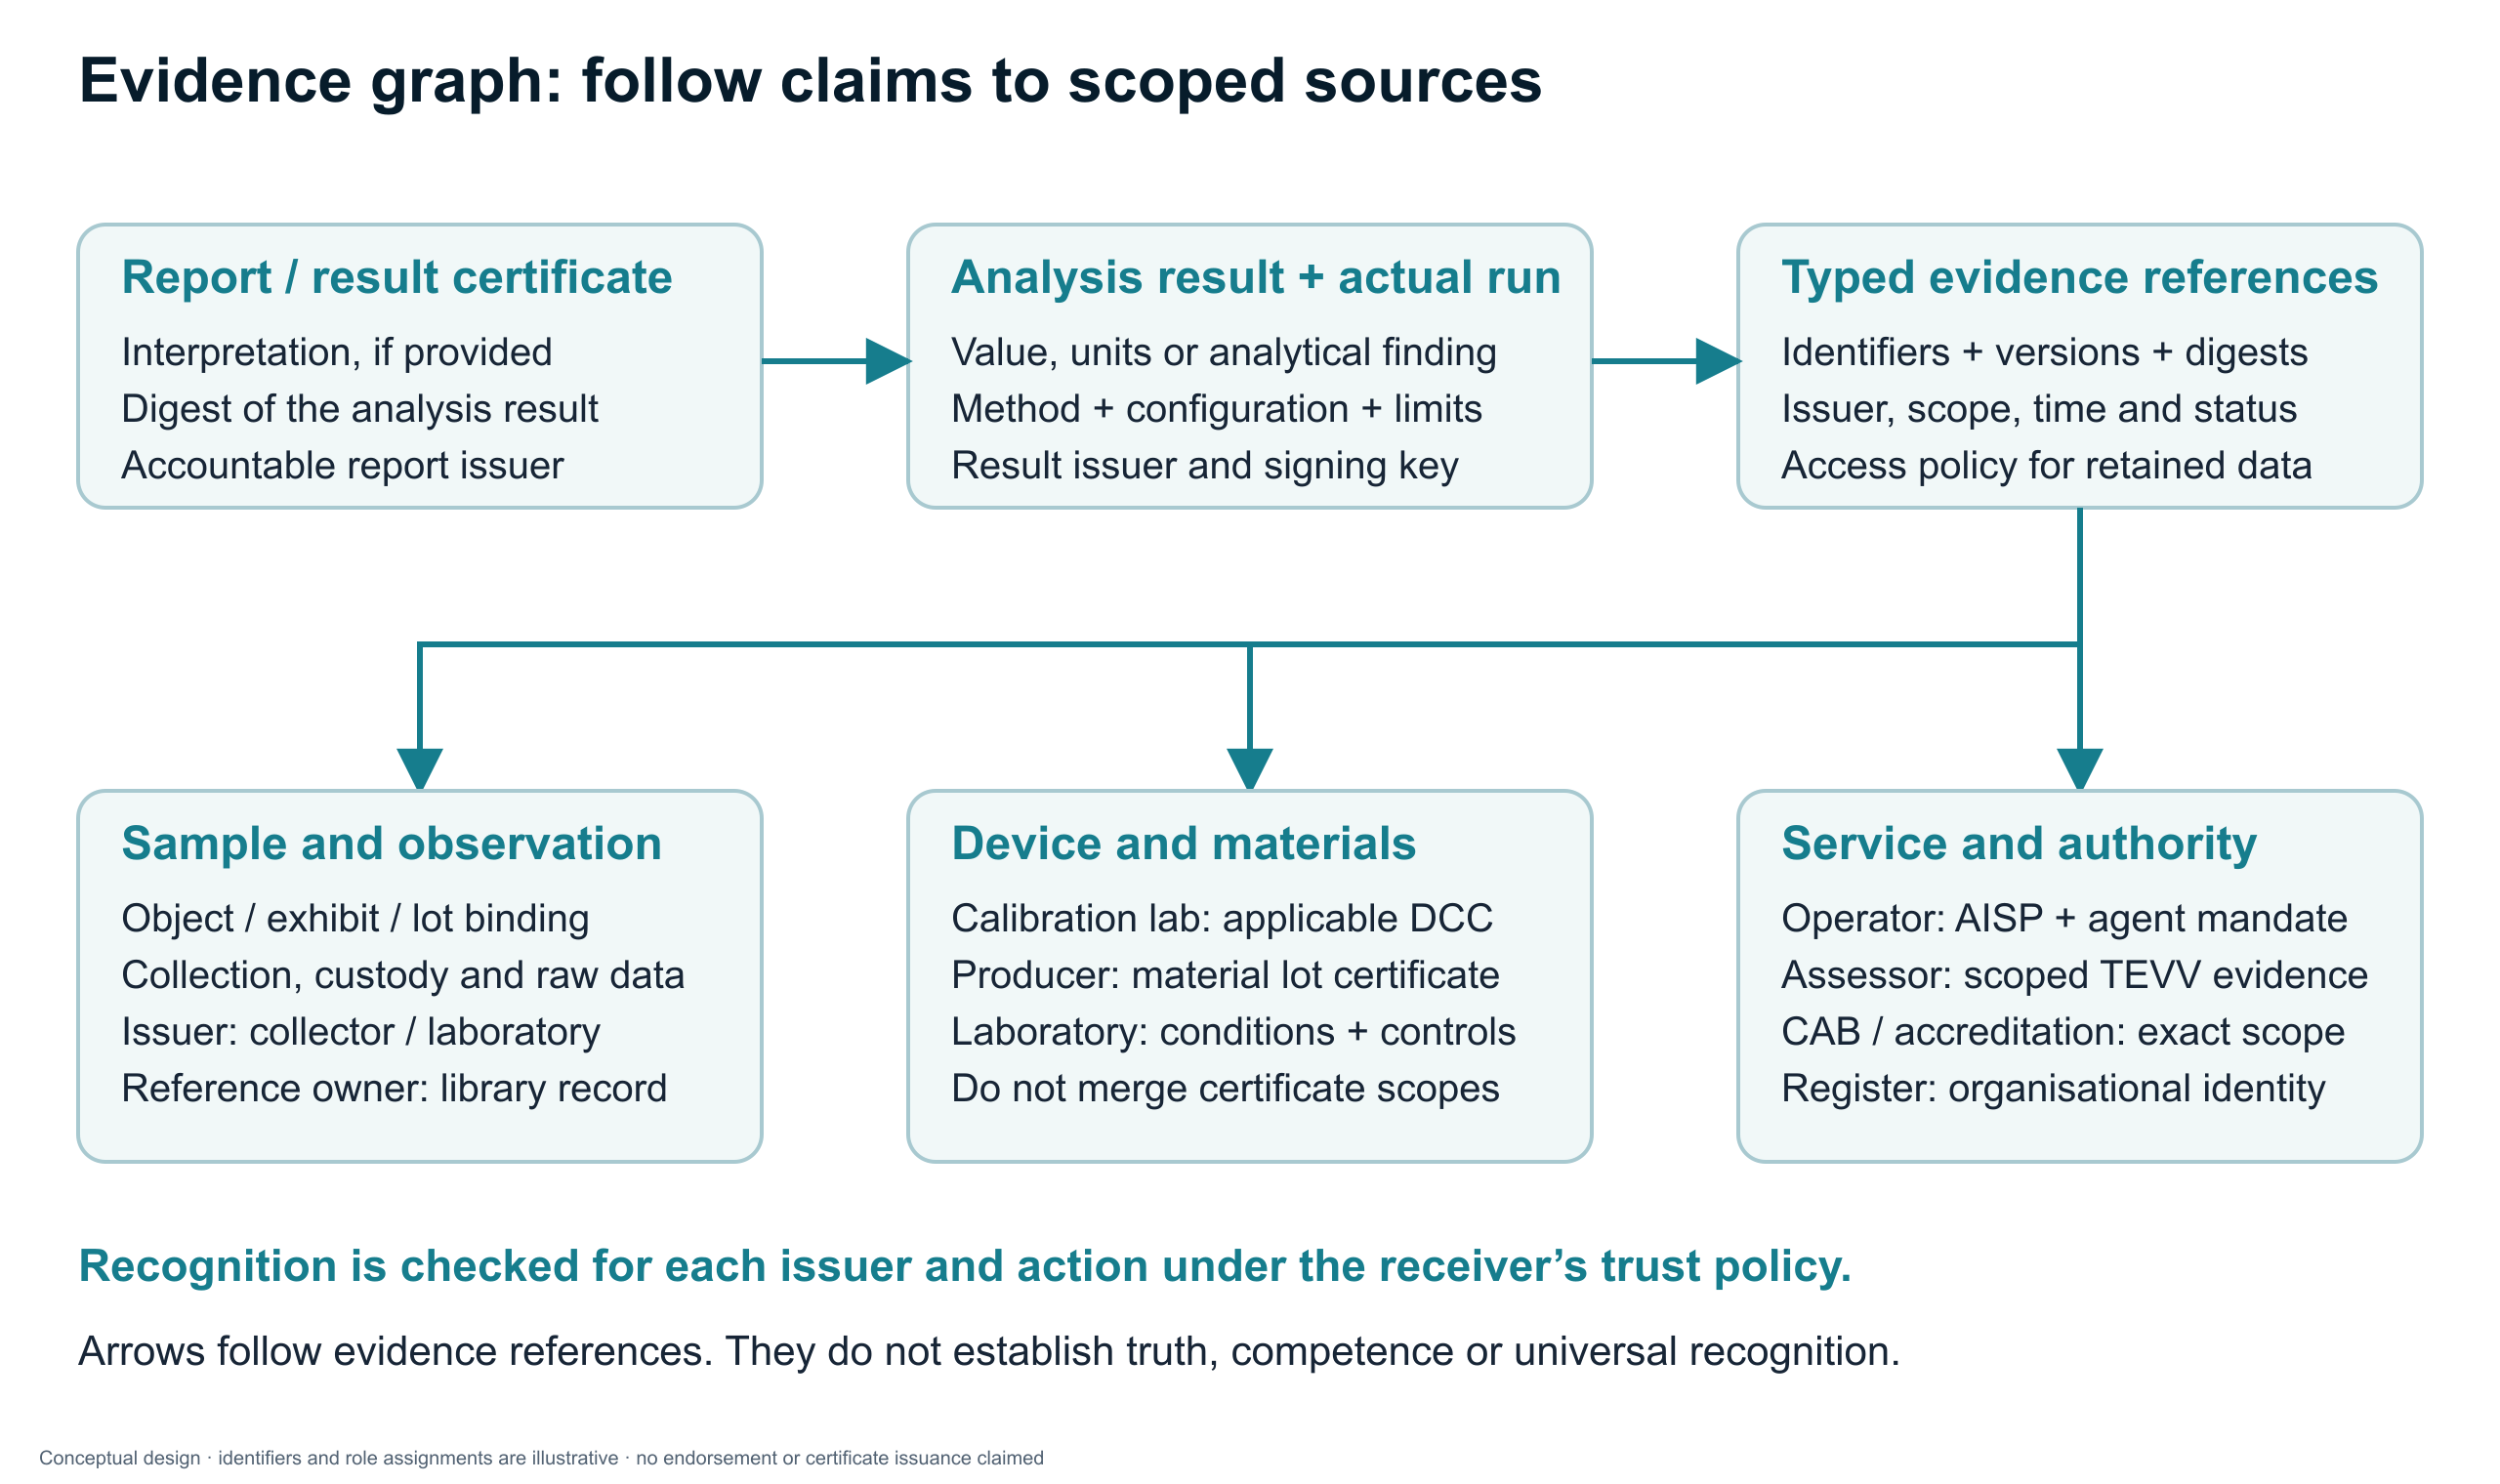 Evidence graph: follow claims to scoped sources
Report / result certificate
Interpretation, if provided
Digest of the analysis result
Accountable report issuer
Analysis result + actual run
Value, units or analytical finding
Method + configuration + limits
Result issuer and signing key
Typed evidence references
Identifiers + versions + digests
Issuer, scope, time and status
Access policy for retained data
Sample and observation
Object / exhibit / lot binding
Collection, custody and raw data
Issuer: collector / laboratory
Reference owner: library record
Device and materials
Calibration lab: applicable DCC
Producer: material lot certificate
Laboratory: conditions + controls
Do not merge certificate scopes
Service and authority
Operator: AISP + agent mandate
Assessor: scoped TEVV evidence
CAB / accreditation: exact scope
Register: organisational identity
Recognition is checked for each issuer and action under the receiver’s trust policy.
Arrows follow evidence references. They do not establish truth, competence or universal recognition.
Conceptual design · identifiers and role assignments are illustrative · no endorsement or certificate issuance claimed